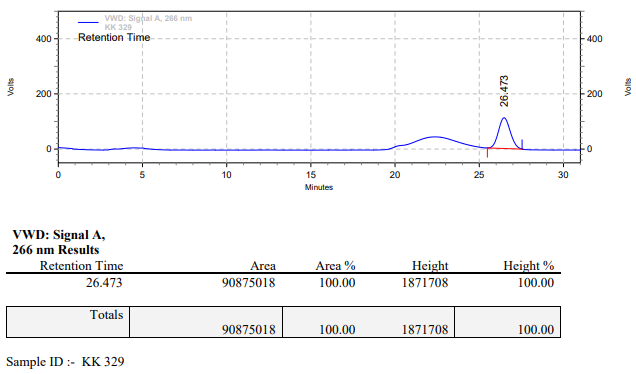 VWD: Signal A, 266 nm
KK 329
Retention Time
400
400
200
200
0
0
Volts
Volts
26.473
0
5
10
15
20
25
30
Minutes
VWD: Signal A,
266 nm Results
Retention Time Area Area % Height Height %
26.473 90875018 100.00 1871708 100.00
Totals
90875018 100.00 1871708 100.00
Sample ID :- KK 329